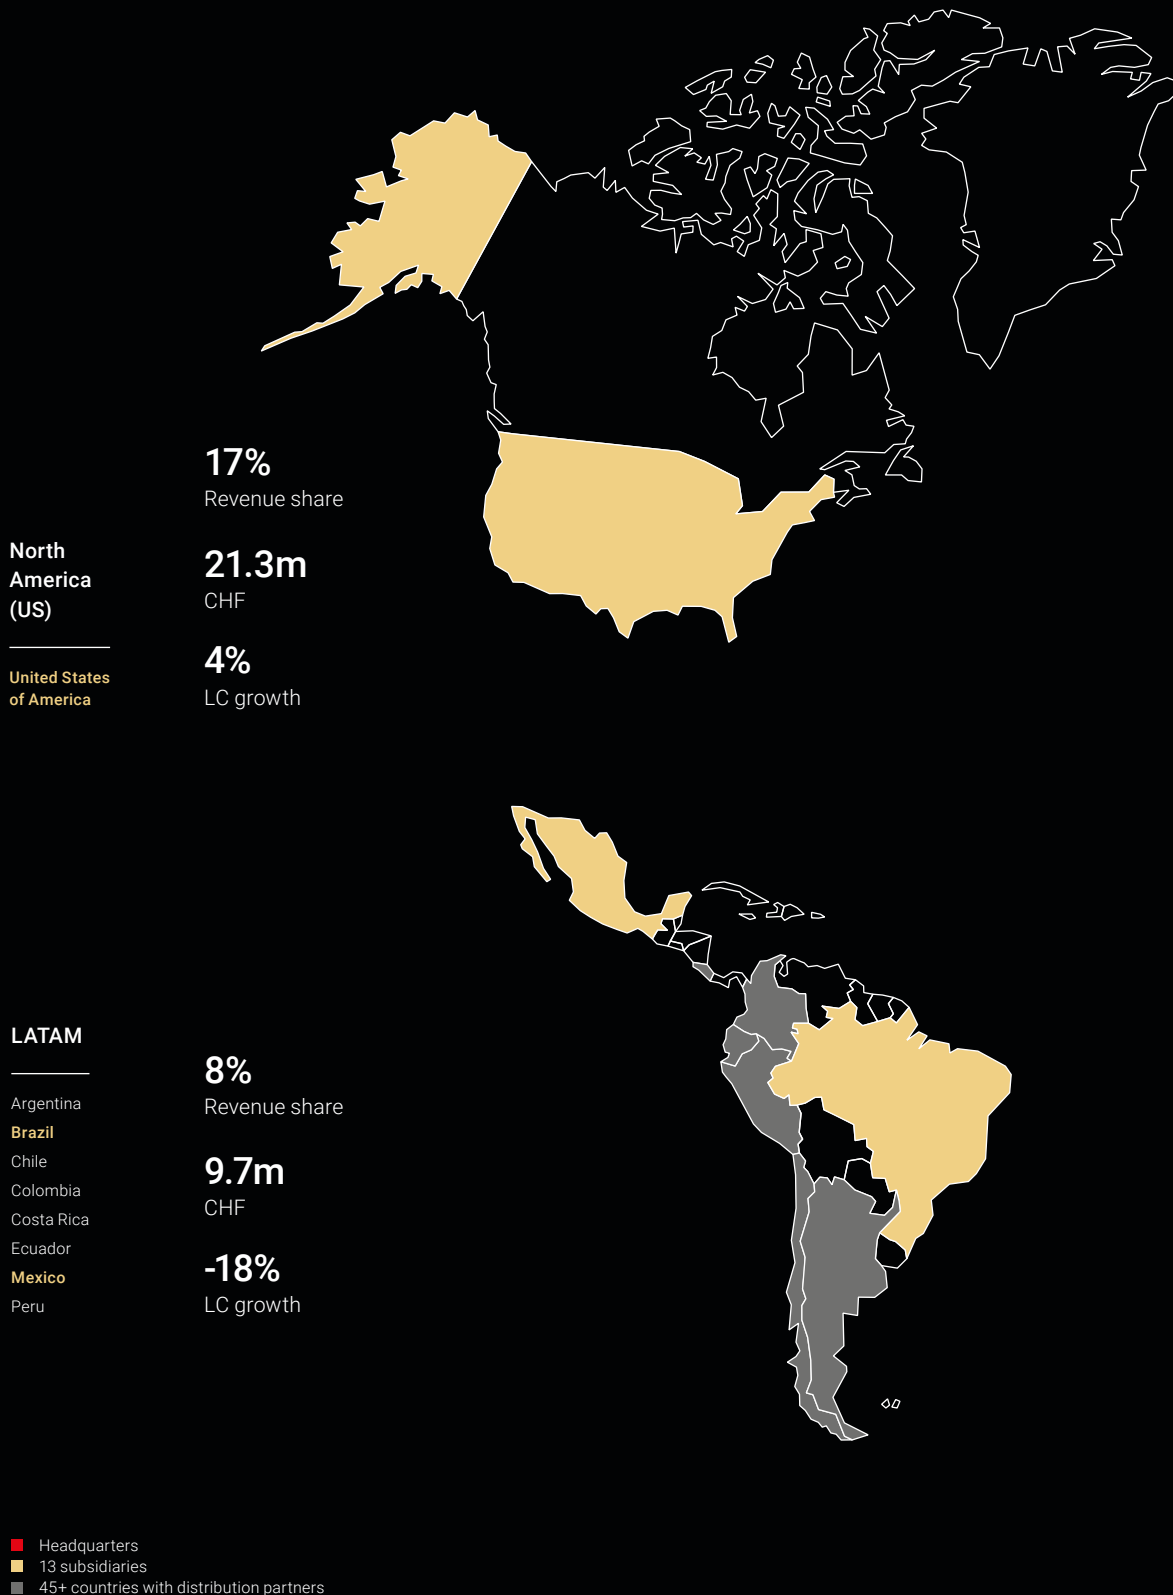 North
America
(US)
United States
of America
17%
Revenue share
21.3m
CHF
4%
LC growth
LATAM
Argentina
Brazil
Chile
Colombia
Costa Rica
Ecuador
Mexico
Peru
8%
Revenue share
9.7m
CHF
-18%
LC growth
Headquarters
13 subsidiaries
45+ countries with distribution partners